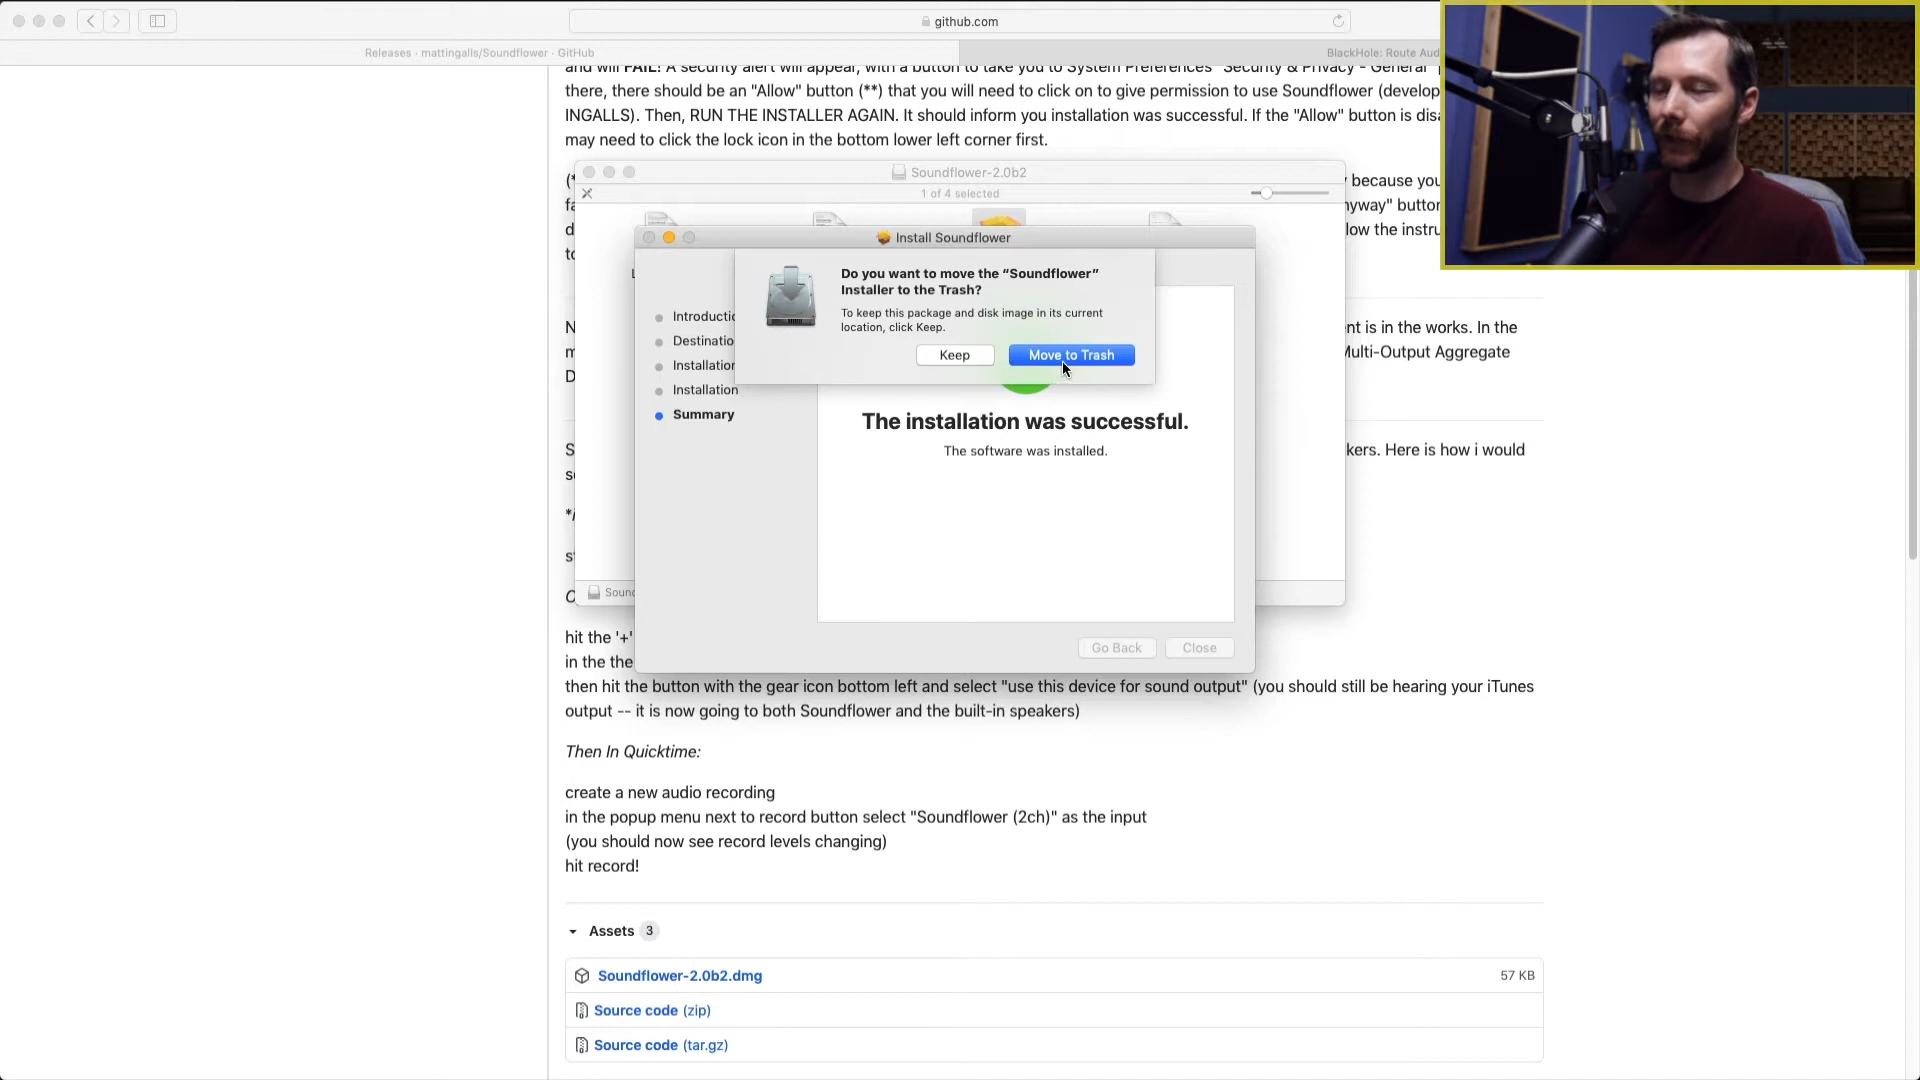 github.com
Releases · mattingalls/Soundflower · GitHub
BlackHole: Route Aud
and will FAIL! A security alert will appear, with a button to take you to System Preferences "Security & Privacy - General"
there, there should be an "Allow" button (**) that you will need to click on to give permission to use Soundflower (develop
INGALLS). Then, RUN THE INSTALLER AGAIN. It should inform you installation was successful. If the "Allow" button is disa
may need to click the lock icon in the bottom lower left corner first.
Soundflower-2.0b2
1 of 4 selected
because you
nyway" button
low the instru
Install Soundflower
Do you want to move the “Soundflower”
Installer to the Trash?
To keep this package and disk image in its current
location, click Keep.
Keep
Move to Trash
Introductio
Destinatio
Installation
Installation
Summary
The installation was successful.
The software was installed.
Go Back
Close
ent is in the works. In the
Multi-Output Aggregate
kers. Here is how i would
Sound
hit the '+'
in the the
then hit the button with the gear icon bottom left and select "use this device for sound output" (you should still be hearing your iTunes
output -- it is now going to both Soundflower and the built-in speakers)
Then In Quicktime:
create a new audio recording
in the popup menu next to record button select "Soundflower (2ch)" as the input
(you should now see record levels changing)
hit record!
Assets 3
Soundflower-2.0b2.dmg
57 KB
Source code (zip)
Source code (tar.gz)